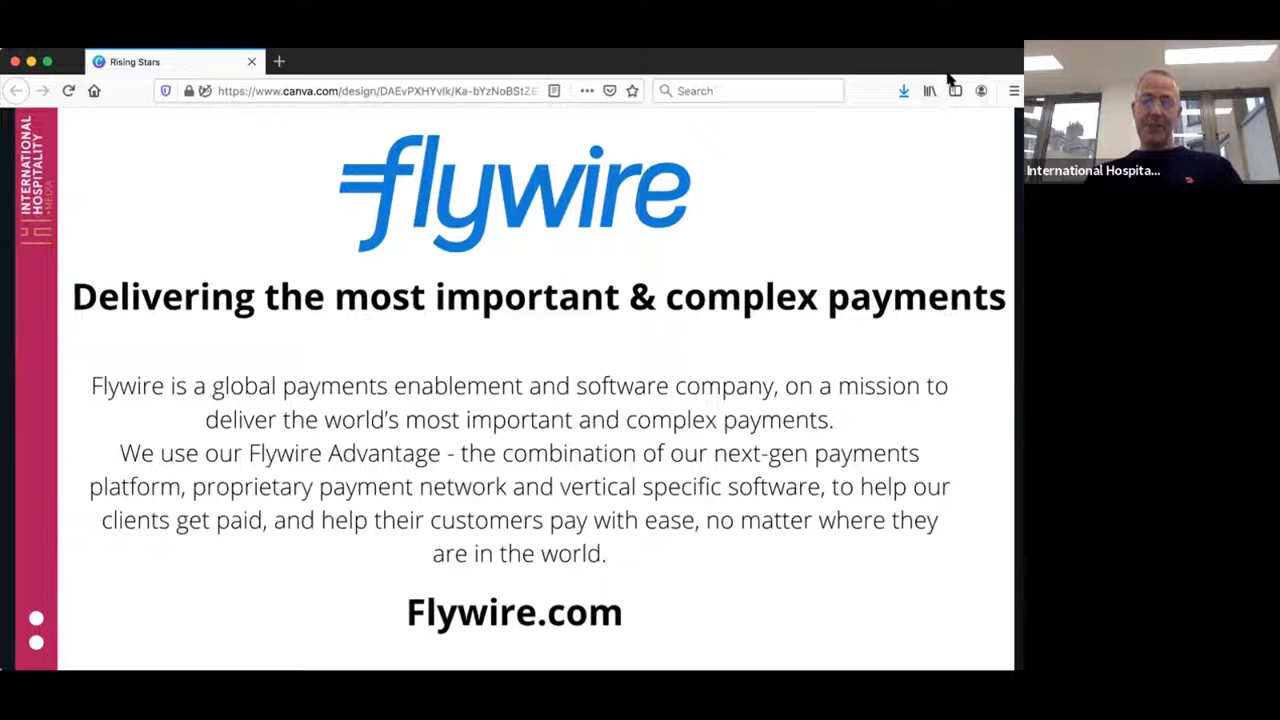 Rising Stars
https://www.canva.com/design/DAEvPXHYvIk/Ka-bYzNoBStZE
Search
INTERNATIONAL
HOSPITALITY
MEDIA
flywire
Delivering the most important & complex payments
Flywire is a global payments enablement and software company, on a mission to
deliver the world's most important and complex payments.
We use our Flywire Advantage - the combination of our next-gen payments
platform, proprietary payment network and vertical specific software, to help our
clients get paid, and help their customers pay with ease, no matter where they
are in the world.
Flywire.com
International Hospita...